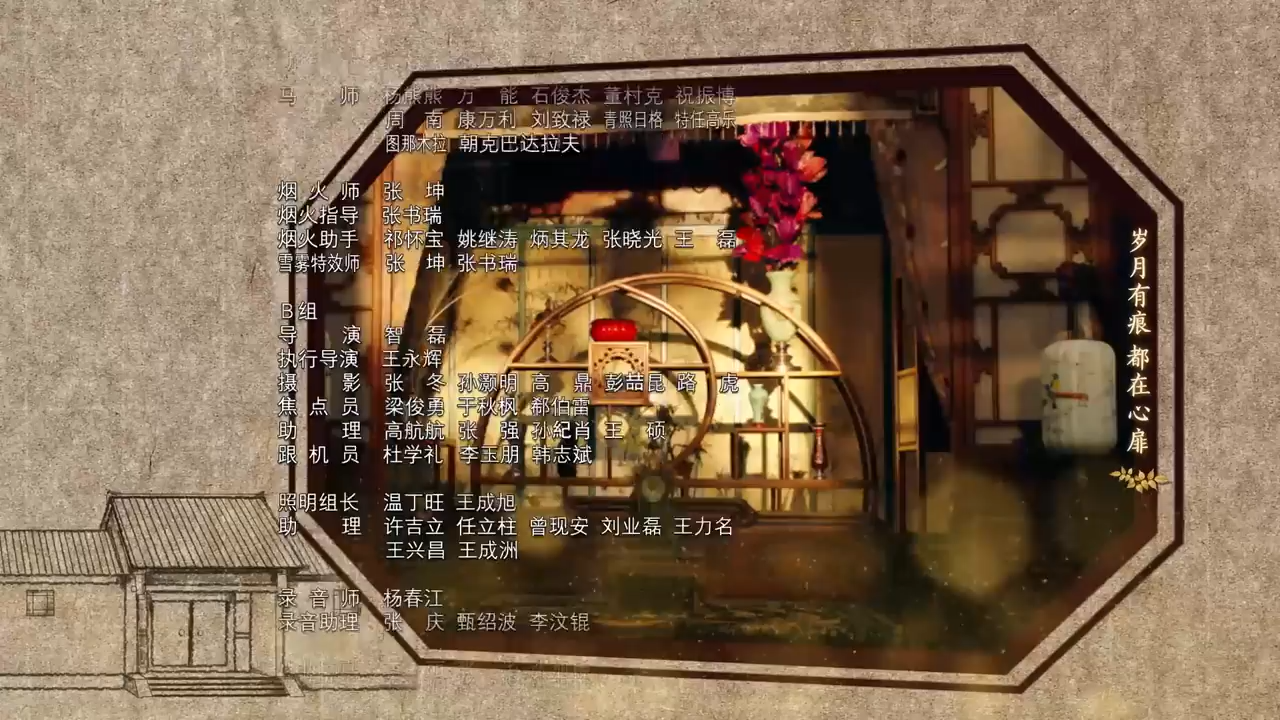 马 师 杨熊熊 万 能 石俊杰 董村克 祝振博
周 南 康万利 刘致禄 青照日格 特任高乐
图那木拉 朝克巴达拉夫
烟 火 师 张 坤
烟火指导 张书瑞
烟火助手 祁怀宝 姚继涛 炳其龙 张晓光 王 磊
雪雾特效师 张 坤 张书瑞
B组
导 演 智 磊
执行导演 王永辉
摄 影 张 冬 孙灏明 高 鼎 彭喆昆 路 虎
焦 点 员 梁俊勇 于秋枫 郗伯雷
助 理 高航航 张 强 孙紀肖 王 硕
跟 机 员 杜学礼 李玉朋 韩志斌
照明组长 温丁旺 王成旭
助 理 许吉立 任立柱 曾现安 刘业磊 王力名
王兴昌 王成洲
录 音 师 杨春江
录音助理 张 庆 甄绍波 李汶锟
岁月有痕 都在心扉